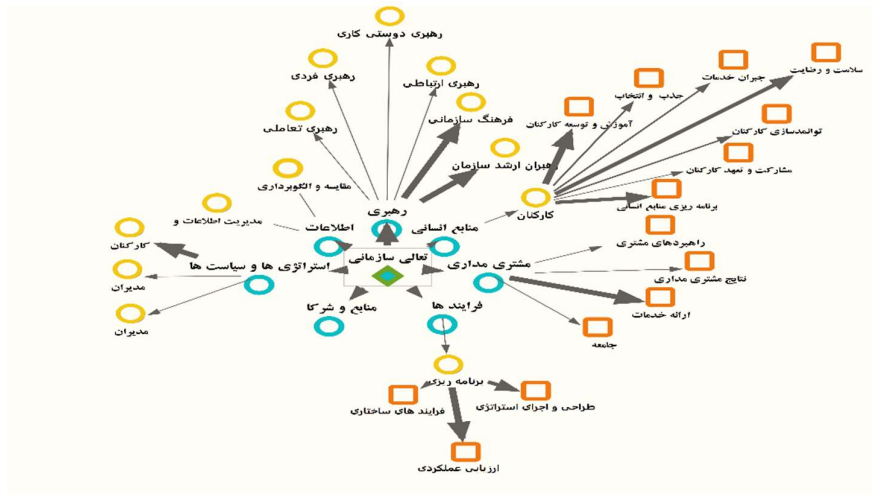 رهبری دوستی کاری
رهبری فردی
رهبری ارتباطی
رهبری تعاملی
فرهنگ سازمانی
رهبران ارشد سازمان
مقایسه و الگوبرداری
مدیریت اطلاعات و
سلامت و رضایت
جبران خدمات
جذب و انتخاب
آموزش و توسعه کارکنان
توانمندسازی کارکنان
مشارکت و تعهد کارکنان
برنامه ریزی منابع انسانی
کارکنان
رهبری
اطلاعات
منابع انسانی
کارکنان
استراتژی ها و سیاست ها
تعالی سازمانی
مشتری مداری
راهبردهای مشتری
نتایج مشتری مداری
ارائه خدمات
جامعه
مدیران
مدیران
منابع و شرکا
فرایند ها
برنامه ریزی
فرایند های ساختاری
طراحی و اجرای استراتژی
ارزیابی عملکردی